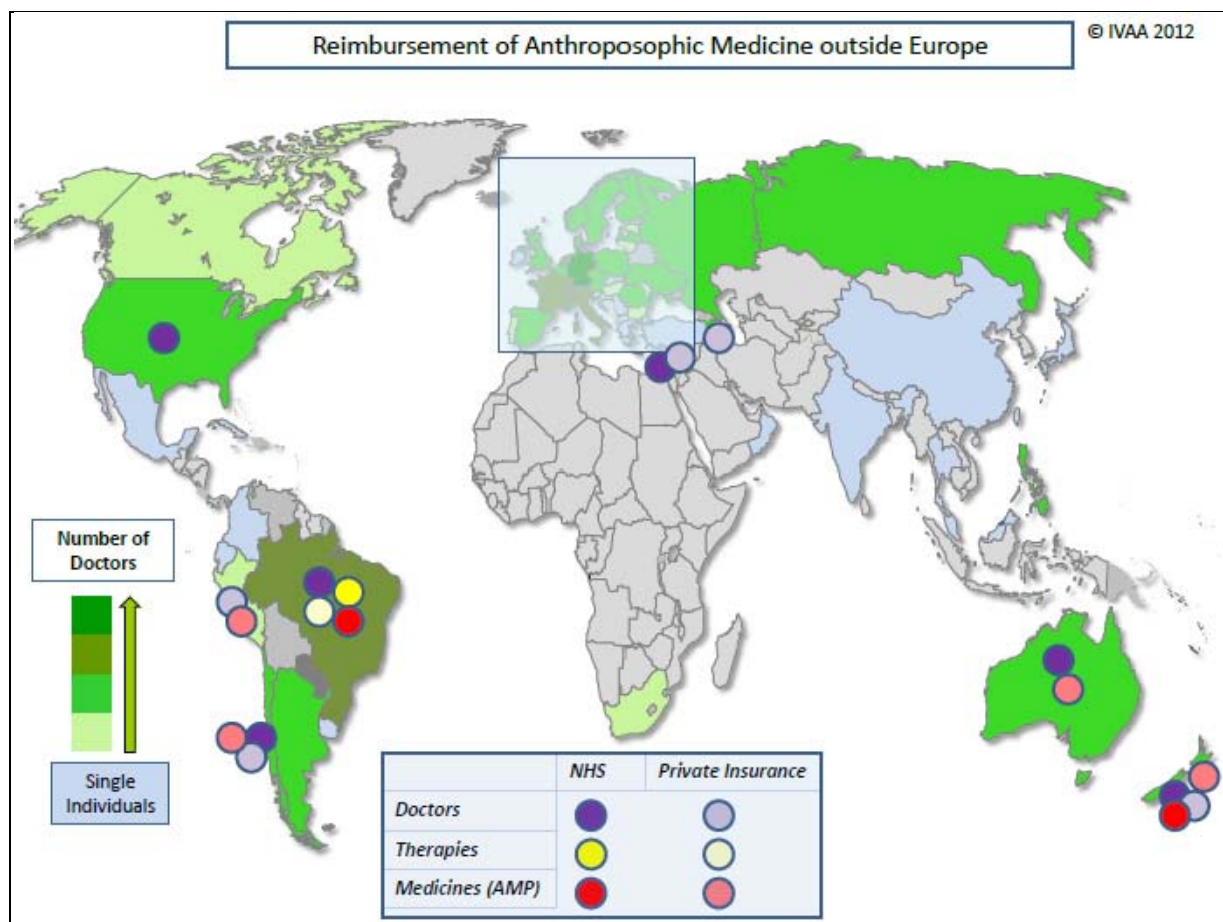 Reimbursement of Anthroposophic Medicine outside Europe
© IVAA 2012
Number of
Doctors
Single
Individuals
NHS Private Insurance
Doctors
Therapies
Medicines (AMP)